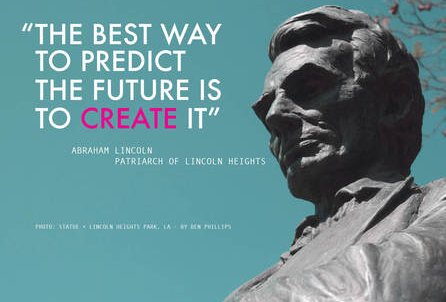 “THE BEST WAY
TO PREDICT
THE FUTURE IS
TO CREATE IT”
ABRAHAM LINCOLN
PATRIARCH OF LINCOLN HEIGHTS
PHOTO: STATUE • LINCOLN HEIGHTS PARK, LA - BY BEN PHILLIPS